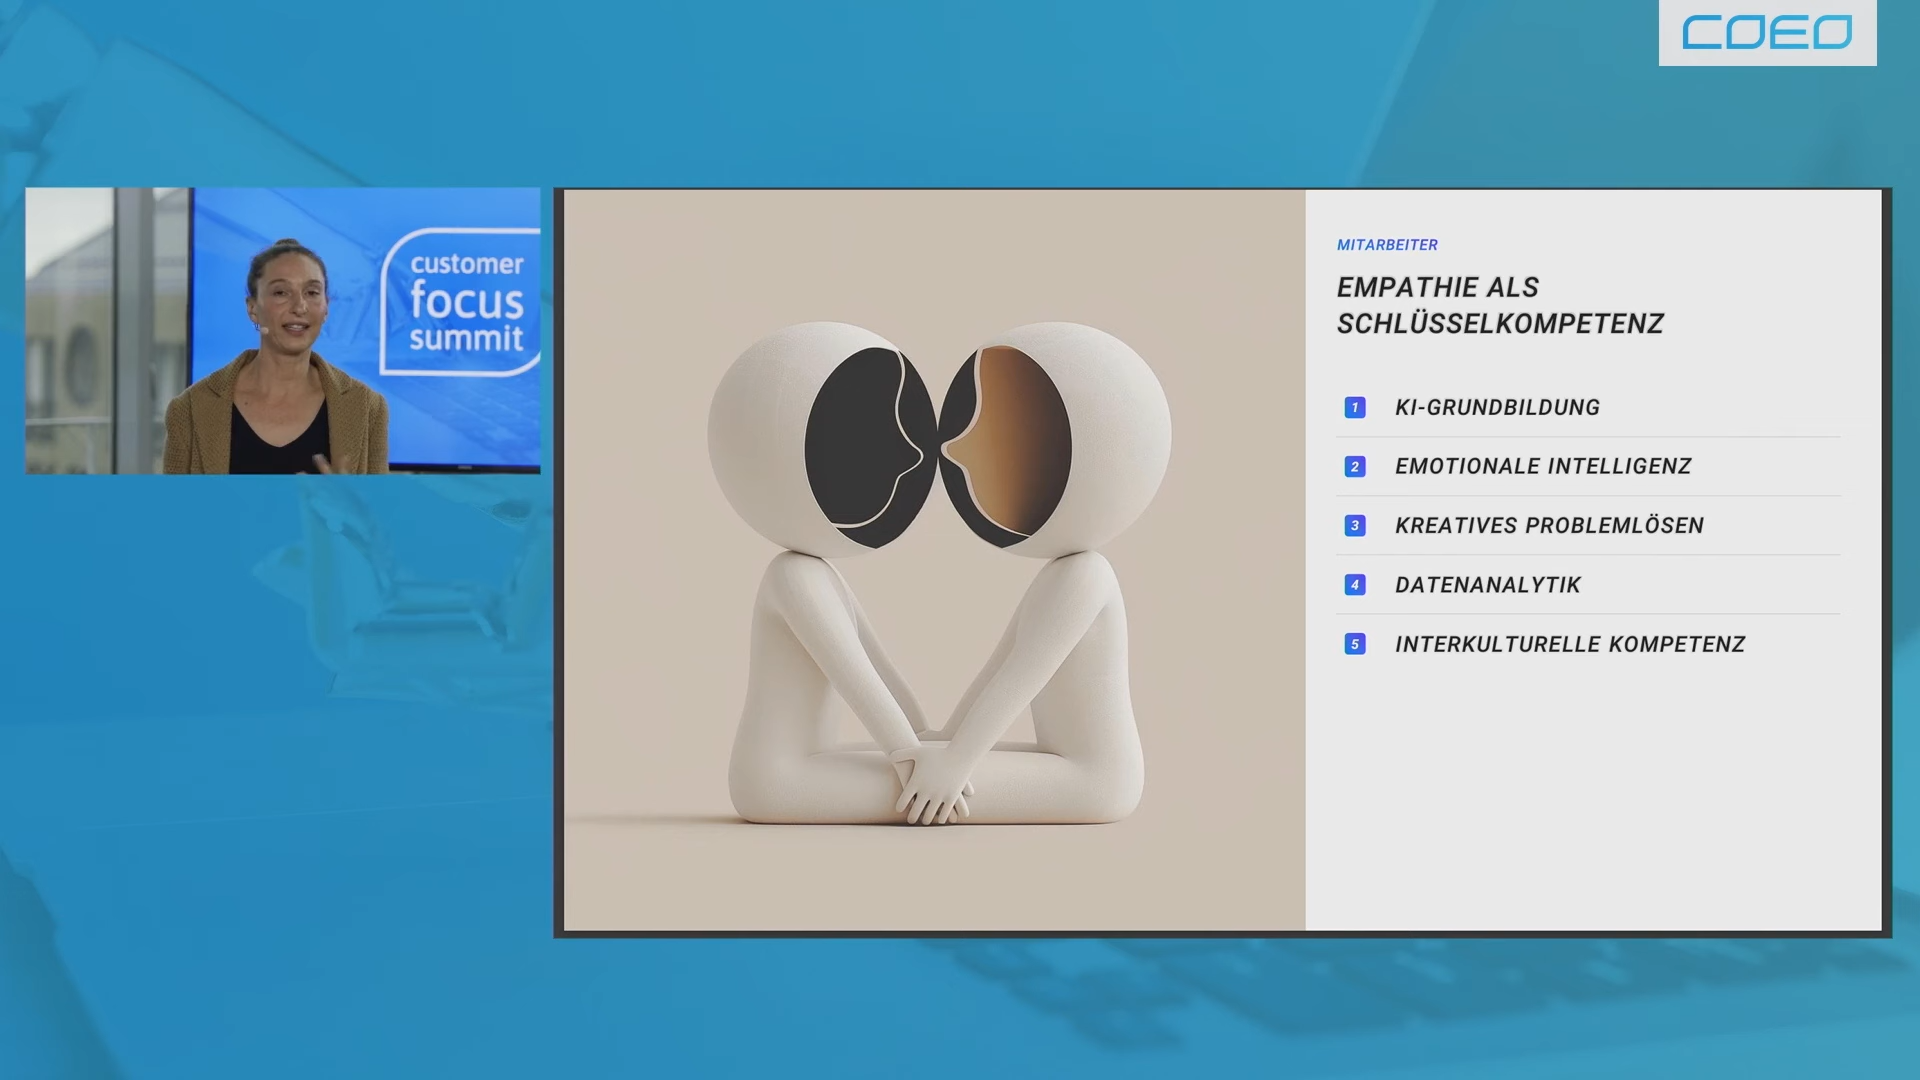 COEO
customer
focus
summit
MITARBEITER
EMPATHIE ALS
SCHLÜSSELKOMPETENZ
1 KI-GRUNDBILDUNG
2 EMOTIONALE INTELLIGENZ
3 KREATIVES PROBLEMLÖSEN
4 DATENANALYTIK
5 INTERKULTURELLE KOMPETENZ